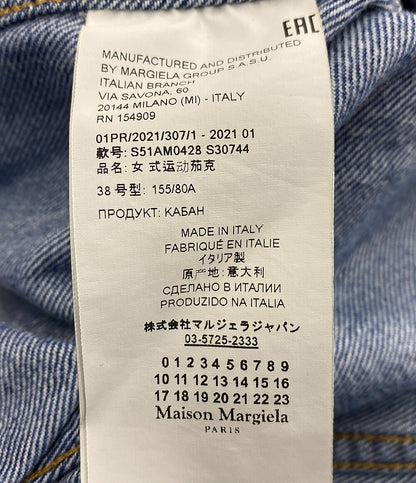 EAC
MANUFACTURED AND DISTRIBUTED
BY MARGIELA GROUP S.A.S.U.
ITALIAN BRANCH
VIA SAVONA, 60
20144 MILANO (MI) - ITALY
RN 154909
01PR/2021/307/1 - 2021 01
款号: S51AM0428 S30744
品名: 女 式运动茄克
38 号型: 155/80A
ПРОДУКТ: КАБАН
MADE IN ITALY
FABRIQUÉ EN ITALIE
イタリア製
原产地: 意大利
СДЕЛАНО В ИТАЛИИ
PRODUZIDO NA ITALIA
株式会社マルジェラジャパン
03-5725-2333
0 1 2 3 4 5 6 7 8 9
10 11 12 13 14 15 16
17 18 19 20 21 22 23
Maison Margiela
PARIS